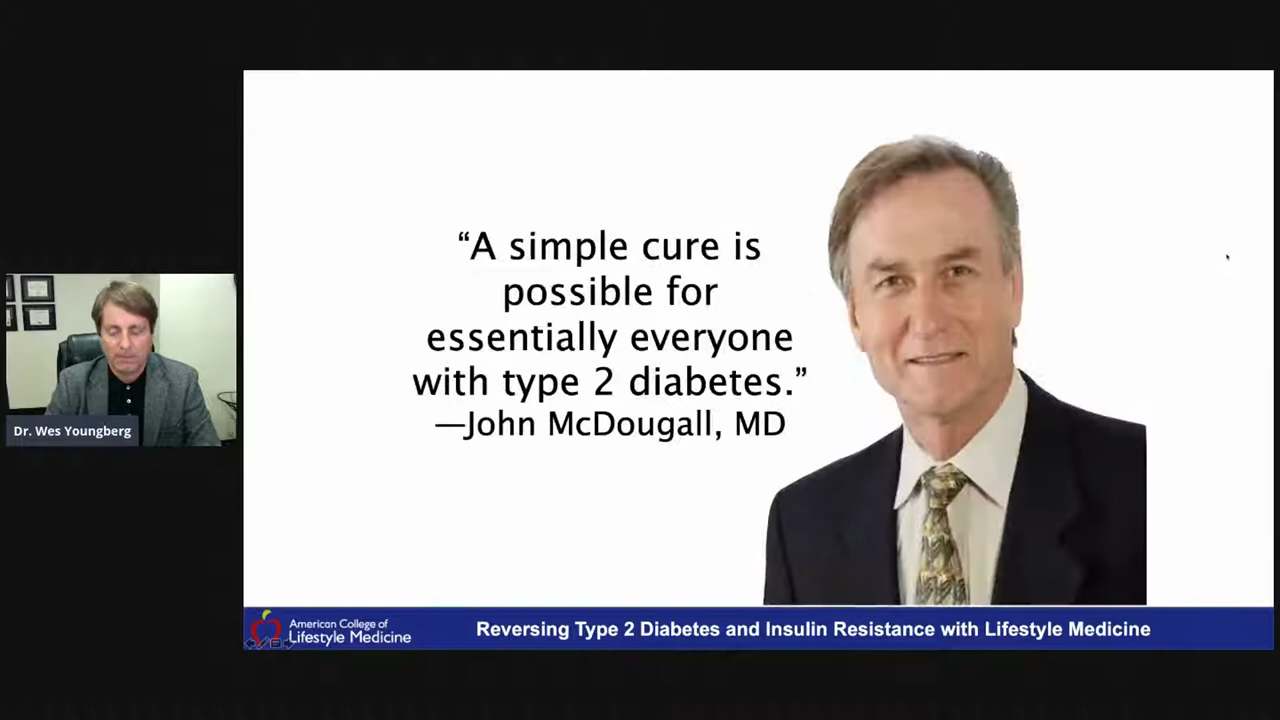 “A simple cure is
possible for
essentially everyone
with type 2 diabetes.”
—John McDougall, MD
Dr. Wes Youngberg
American College of
Lifestyle Medicine
Reversing Type 2 Diabetes and Insulin Resistance with Lifestyle Medicine